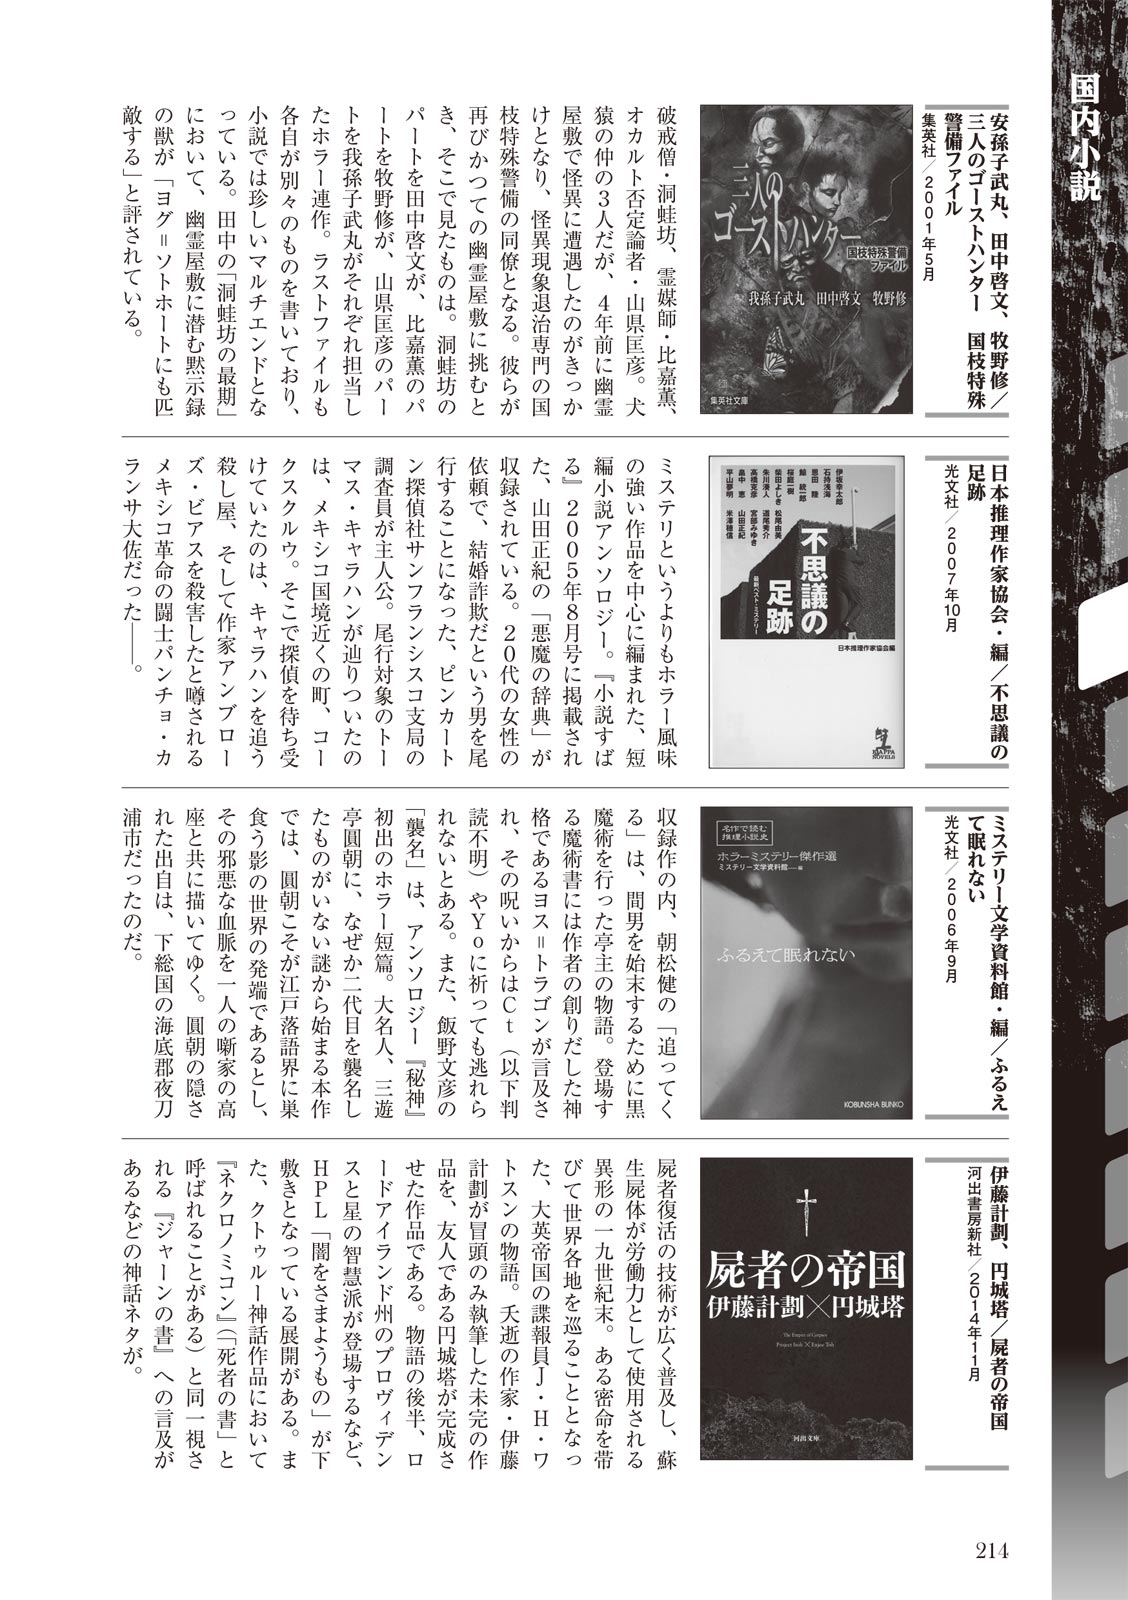 国内小説
安孫子武丸、田中啓文、牧野修／
三人のゴーストハンター　国枝特殊
警備ファイル
集英社／2001年5月
三人の
ゴーストハンター
国枝特殊警備
ファイル
我孫子武丸　田中啓文　牧野修
集英社文庫
破戒僧・洞蛙坊、霊媒師・比嘉薫、
オカルト否定論者・山県匡彦。犬
猿の仲の３人だが、４年前に幽霊
屋敷で怪異に遭遇したのがきっか
けとなり、怪異現象退治専門の国
枝特殊警備の同僚となる。彼らが
再びかつての幽霊屋敷に挑むと
き、そこで見たものは。洞蛙坊の
パートを田中啓文が、比嘉薫のパ
ートを牧野修が、山県匡彦のパー
トを我孫子武丸がそれぞれ担当し
たホラー連作。ラストファイルも
各自が別々のものを書いており、
小説では珍しいマルチエンドとな
っている。田中の「洞蛙坊の最期」
において、幽霊屋敷に潜む黙示録
の獣が「ヨグ＝ソトホートにも匹
敵する」と評されている。
日本推理作家協会・編／不思議の
足跡
光文社／2007年10月
伊坂幸太郎
石持浅海
恩田　陸
鯨　統一郎
桜庭一樹
柴田よしき
朱川湊人
高橋克彦
畠中　恵
平山夢明
松尾由美
道尾秀介
宮部みゆき
山田正紀
米澤穂信
不思議の
足跡
最新ベスト・ミステリー
日本推理作家協会編
KAPPA
NOVELS
ミステリというよりもホラー風味
の強い作品を中心に編まれた、短
編小説アンソロジー。『小説すば
る』２００５年８月号に掲載され
た、山田正紀の「悪魔の辞典」が
収録されている。２０代の女性の
依頼で、結婚詐欺だという男を尾
行することになった、ピンカート
ン探偵社サンフランシスコ支局の
調査員が主人公。尾行対象のトー
マス・キャラハンが辿りついたの
は、メキシコ国境近くの町、コー
クスクルウ。そこで探偵を待ち受
けていたのは、キャラハンを追う
殺し屋、そして作家アンブロー
ズ・ビアスを殺害したと噂される
メキシコ革命の闘士パンチョ・カ
ランサ大佐だった――。
ミステリー文学資料館・編／ふるえ
て眠れない
光文社／2006年9月
名作で読む
推理小説史
ホラーミステリー傑作選
ミステリー文学資料館―編
ふるえて眠れない
KOBUNSHA BUNKO
収録作の内、朝松健の「追ってく
る」は、間男を始末するために黒
魔術を行った亭主の物語。登場す
る魔術書には作者の創りだした神
格であるヨス＝トラゴンが言及さ
れ、その呪いからはＣｔ（以下判
読不明）やＹｏに祈っても逃れら
れないとある。また、飯野文彦の
「襲名」は、アンソロジー『秘神』
初出のホラー短篇。大名人、三遊
亭圓朝に、なぜか二代目を襲名し
たものがいない謎から始まる本作
では、圓朝こそが江戸落語界に巣
食う影の世界の発端であるとし、
その邪悪な血脈を一人の噺家の高
座と共に描いてゆく。圓朝の隠さ
れた出自は、下総国の海底郡夜刀
浦市だったのだ。
伊藤計劃、円城塔／屍者の帝国
河出書房新社／2014年11月
屍者の帝国
伊藤計劃×円城塔
The Empire of Corpses
Project Itoh × Enjoe Toh
河出文庫
屍者復活の技術が広く普及し、蘇
生屍体が労働力として使用される
異形の一九世紀末。ある密命を帯
びて世界各地を巡ることとなっ
た、大英帝国の諜報員Ｊ・Ｈ・ワ
トスンの物語。夭逝の作家・伊藤
計劃が冒頭のみ執筆した未完の作
品を、友人である円城塔が完成さ
せた作品である。物語の後半、ロ
ードアイランド州のプロヴィデン
スと星の智慧派が登場するなど、
ＨＰＬ「闇をさまようもの」が下
敷きとなっている展開がある。ま
た、クトゥルー神話作品において
『ネクロノミコン』（「死者の書」と
呼ばれることがある）と同一視さ
れる『ジャーンの書』への言及が
あるなどの神話ネタが。
214